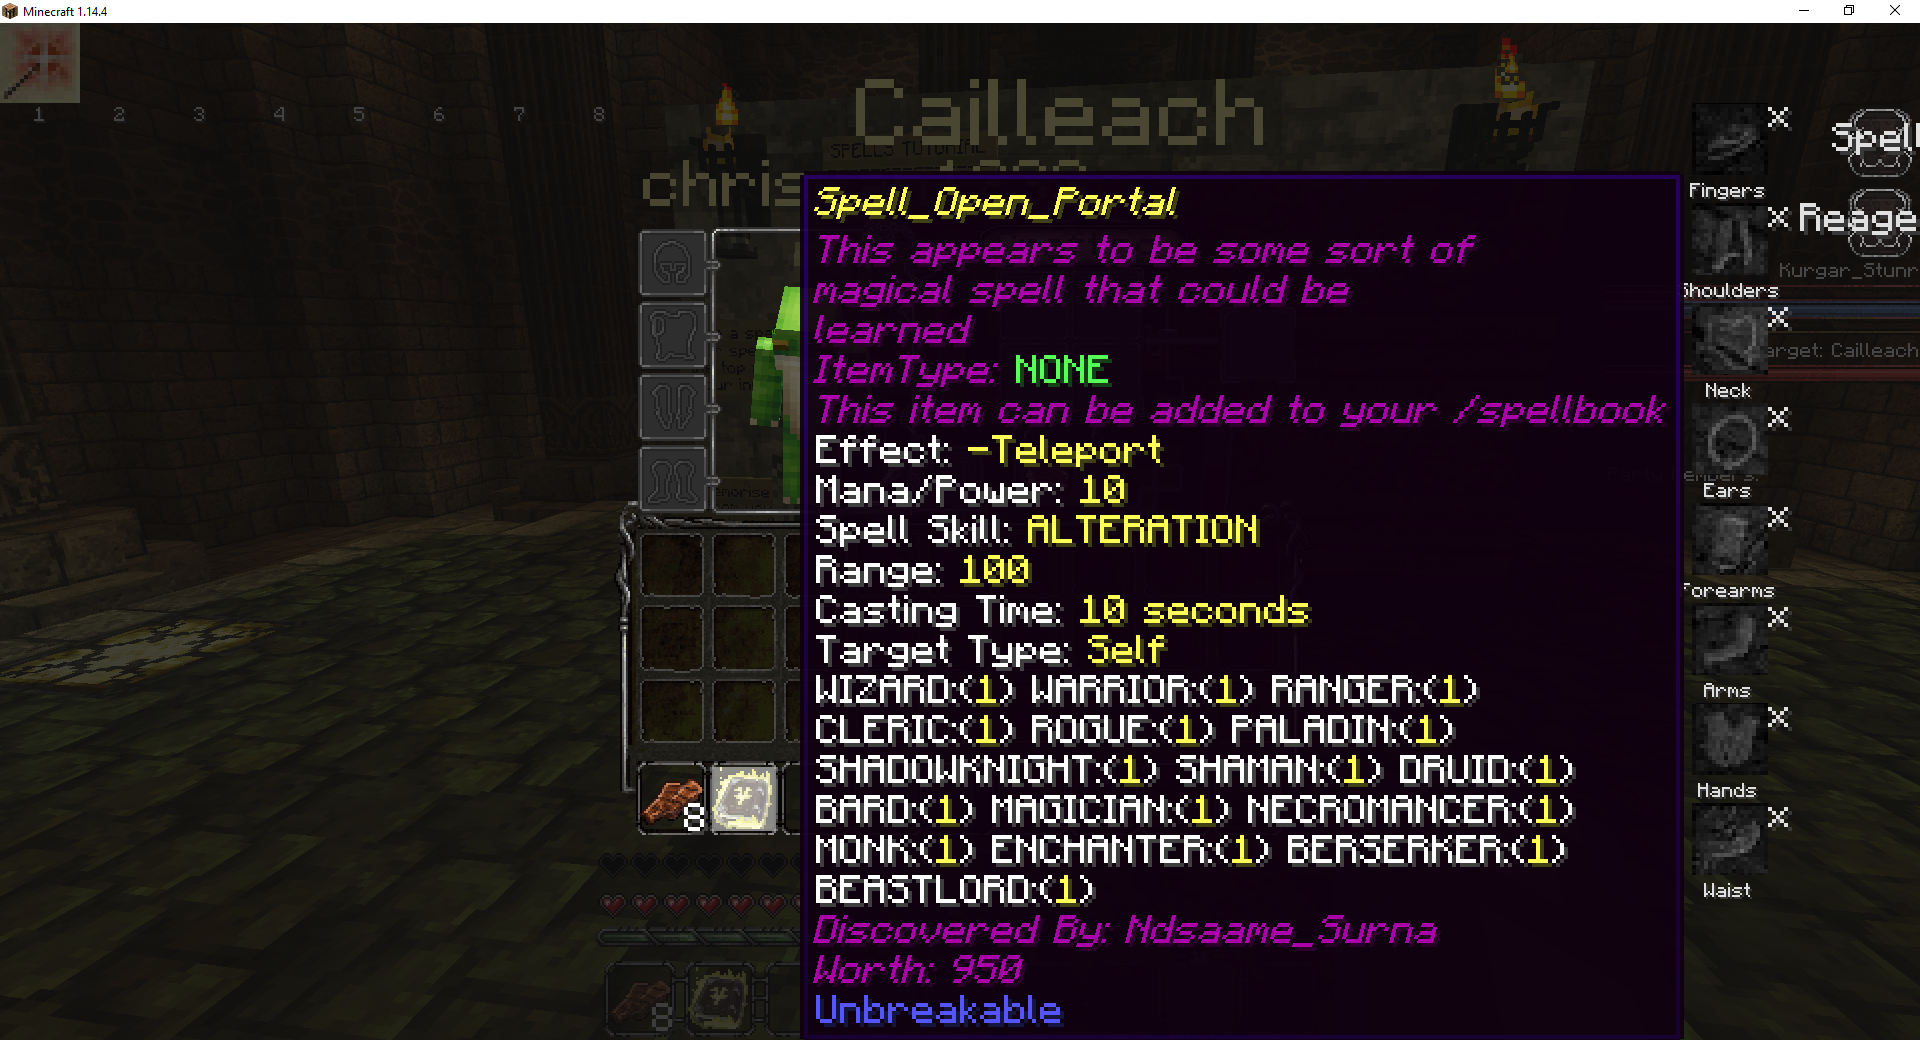 Minecraft 1.14.4
1 2 3 4 5 6 7 8
Cailleach
SPELLS TUTORIAL
chris
Spell_Open_Portal
This appears to be some sort of
magical spell that could be
learned
ItemType: NONE
This item can be added to your /spellbook
Effect: -Teleport
Mana/Power: 10
Spell Skill: ALTERATION
Range: 100
Casting Time: 10 seconds
Target Type: Self
WIZARD:(1) WARRIOR:(1) RANGER:(1)
CLERIC:(1) ROGUE:(1) PALADIN:(1)
SHADOWKNIGHT:(1) SHAMAN:(1) DRUID:(1)
BARD:(1) MAGICIAN:(1) NECROMANCER:(1)
MONK:(1) ENCHANTER:(1) BERSERKER:(1)
BEASTLORD:(1)
Discovered By: Ndsaame_Surna
Worth: 950
Unbreakable
8
8
Fingers
Shoulders
Neck
Ears
Forearms
Arms
Hands
Waist
Spell
Reage
Kurgar_Stunr
arget: Cailleach